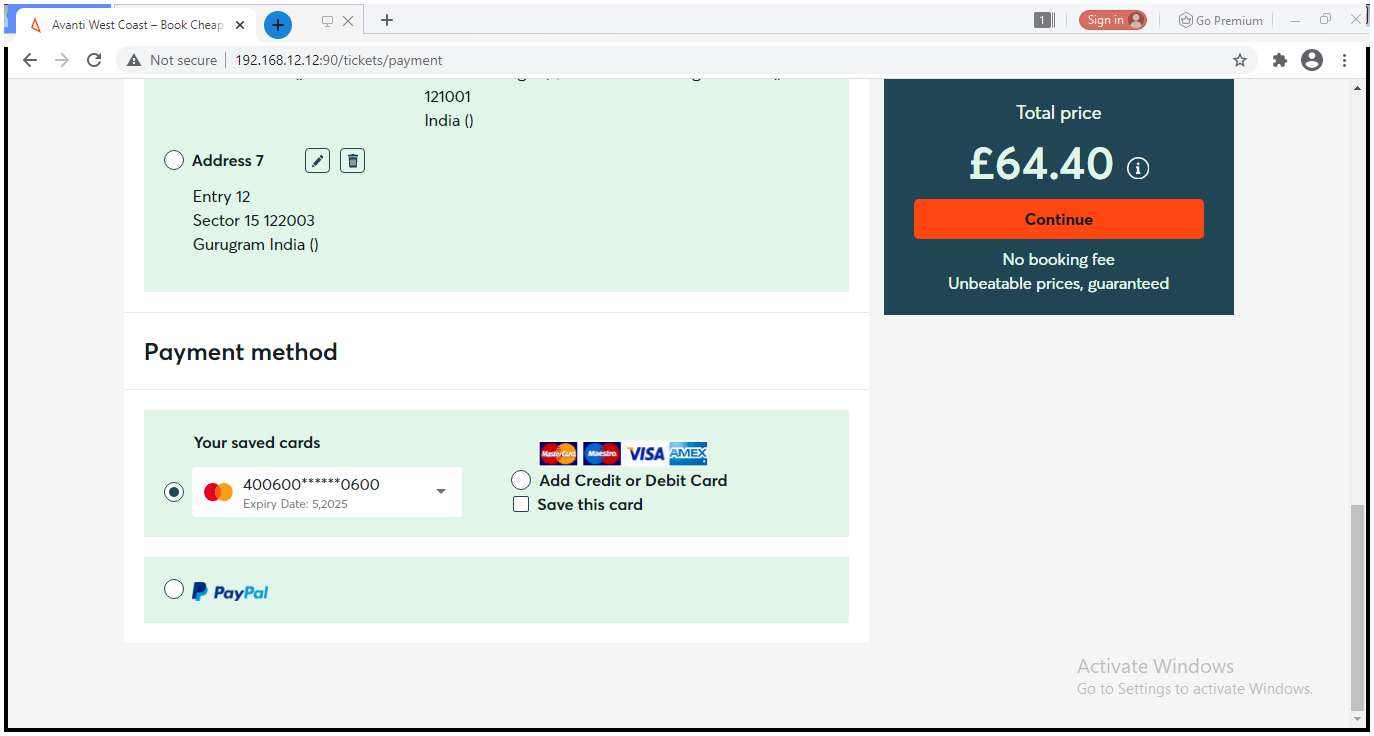 Avanti West Coast – Book Cheap
1
Sign in
Go Premium
Not secure
192.168.12.12:90/tickets/payment
121001
India ()
Address 7
Entry 12
Sector 15 122003
Gurugram India ()
Total price
£64.40
Continue
No booking fee
Unbeatable prices, guaranteed
Payment method
Your saved cards
400600******0600
Expiry Date: 5,2025
MasterCard Maestro VISA AMEX
Add Credit or Debit Card
Save this card
PayPal
Activate Windows
Go to Settings to activate Windows.